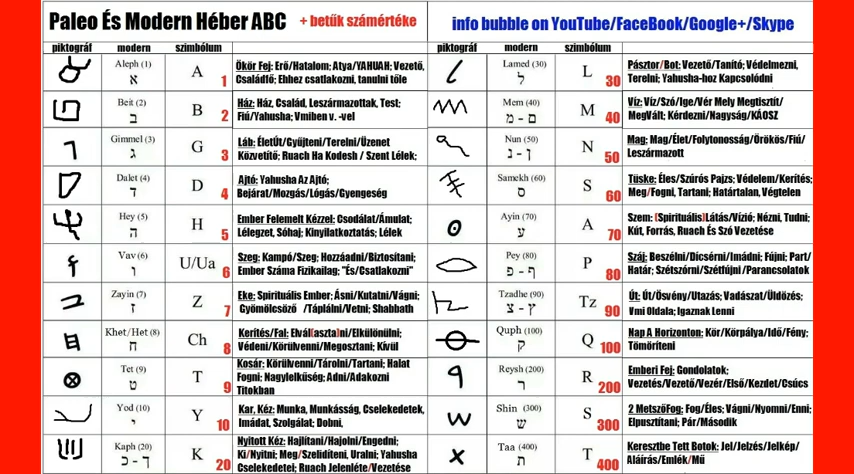 Paleo És Modern Héber ABC + betűk számértéke
info bubble on YouTube/FaceBook/Google+/Skype
piktográf modern szimbólum
Aleph (1)
א
A
1
Ökör Fej: Erő/Hatalom; Atya/YAHUAH; Vezető,
Családfő; Ehhez csatlakozni, tanulni tőle
Beit (2)
ב
B
2
Ház: Ház, Család, Leszármazottak, Test;
Fiú/Yahusha; Vmiben v. -vel
Gimmel (3)
ג
G
3
Láb: ÉletÚt/Gyűjteni/Terelni/Üzenet
Közvetítő; Ruach Ha Kodesh / Szent Lélek;
Dalet (4)
ד
D
4
Ajtó: Yahusha Az Ajtó;
Bejárat/Mozgás/Lógás/Gyengeség
Hey (5)
ה
H
5
Ember Felemelt Kézzel: Csodálat/Ámulat;
Lélegzet, Sóhaj; Kinyilatkoztatás; Lélek
Vav (6)
ו
U/Ua
6
Szeg: Kampó/Szeg; Hozzáadni/Biztosítani;
Ember Száma Fizikailag; "És/Csatlakozni"
Zayin (7)
ז
Z
7
Eke: Spirituális Ember; Ásni/Kutatni/Vágni;
Gyömölcsöző /Táplálni/Vetni; Shabbath
Khet/Het (8)
ח
Ch
8
Kerítés/Fal: Elvál(aszta)ni/Elkülönülni;
Védeni/Körülvenni/Megosztani; Kívül
Tet (9)
ט
T
9
Kosár: Körülvenni/Tárolni/Tartani; Halat
Fogni; Nagylelkűség; Adni/Adakozni
Titokban
Yod (10)
י
Y
10
Kar, Kéz: Munka, Munkásság, Cselekedetek,
Imádat, Szolgálat; Dobni,
Kaph (20)
ך - כ
K
20
Nyitott Kéz: Hajlítani/Hajolni/Engedni;
Ki/Nyitni; Meg/Szelidíteni, Uralni; Yahusha
Cselekedetei; Ruach Jelenléte/Vezetése
piktográf modern szimbólum
Lamed (30)
ל
L
30
Pásztor/Bot: Vezető/Tanító; Védelmezni,
Terelni; Yahusha-hoz Kapcsolódni
Mem (40)
ם - מ
M
40
Víz: Víz/Szó/Ige/Vér Mely Megtisztít/
MegVált; Kérdezni/Nagyság/KÁOSZ
Nun (50)
ן - נ
N
50
Mag: Mag/Élet/Folytonosság/Örökös/Fiú/
Leszármazott
Samekh (60)
ס
S
60
Tüske: Éles/Szúrós Pajzs; Védelem/Kerítés;
Meg/Fogni, Tartani; Határtalan, Végtelen
Ayin (70)
ע
A
70
Szem: (Spirituális)Látás/Vízió; Nézni, Tudni;
Kút, Forrás, Ruach És Szó Vezetése
Pey (80)
ף - פ
P
80
Száj: Beszélni/Dicsérni/Imádni; Fújni; Part/
Határ; Szétszórni/Szétfújni /Parancsolatok
Tzadhe (90)
ץ - צ
Tz
90
Út: Út/Ösvény/Utazás; Vadászat/Üldözés;
Vmi Oldala; Igaznak lenni
Quph (100)
ק
Q
100
Nap A Horizonton: Kör/Körpálya/Idő/Fény;
Tömöríteni
Reysh (200)
ר
R
200
Emberi Fej; Gondolatok;
Vezetés/Vezető/Vezér/Első/Kezdet/Csúcs
Shin (300)
ש
S
300
2 MetszőFog; Fog/Éles; Vágni/Nyomni/Enni;
Elpusztítani; Pár/Második
Taa (400)
ת
T
400
Keresztbe Tett Botok; Jel/Jelzés/Jelkép/
Aláírás/Emlék/Mű